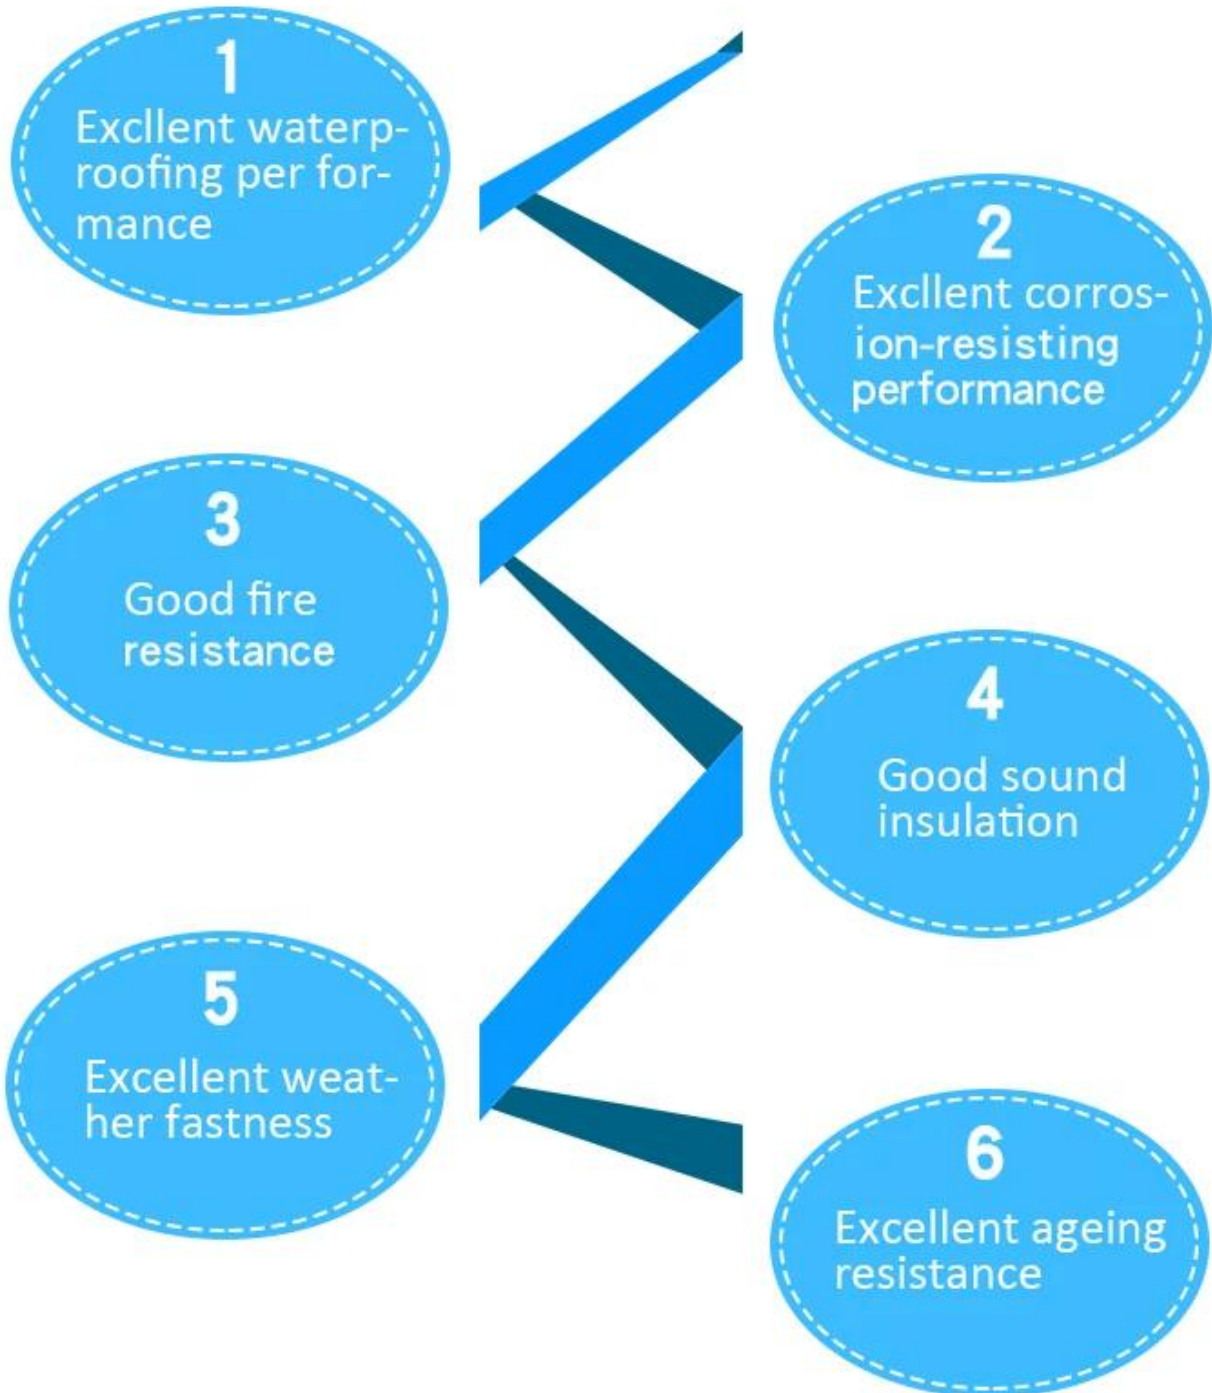 1
Excllent waterp-
roofing per for-
mance
2
Excllent corros-
ion-resisting
performance
3
Good fire
resistance
4
Good sound
insulation
5
Excellent weat-
her fastness
6
Excellent ageing
resistance